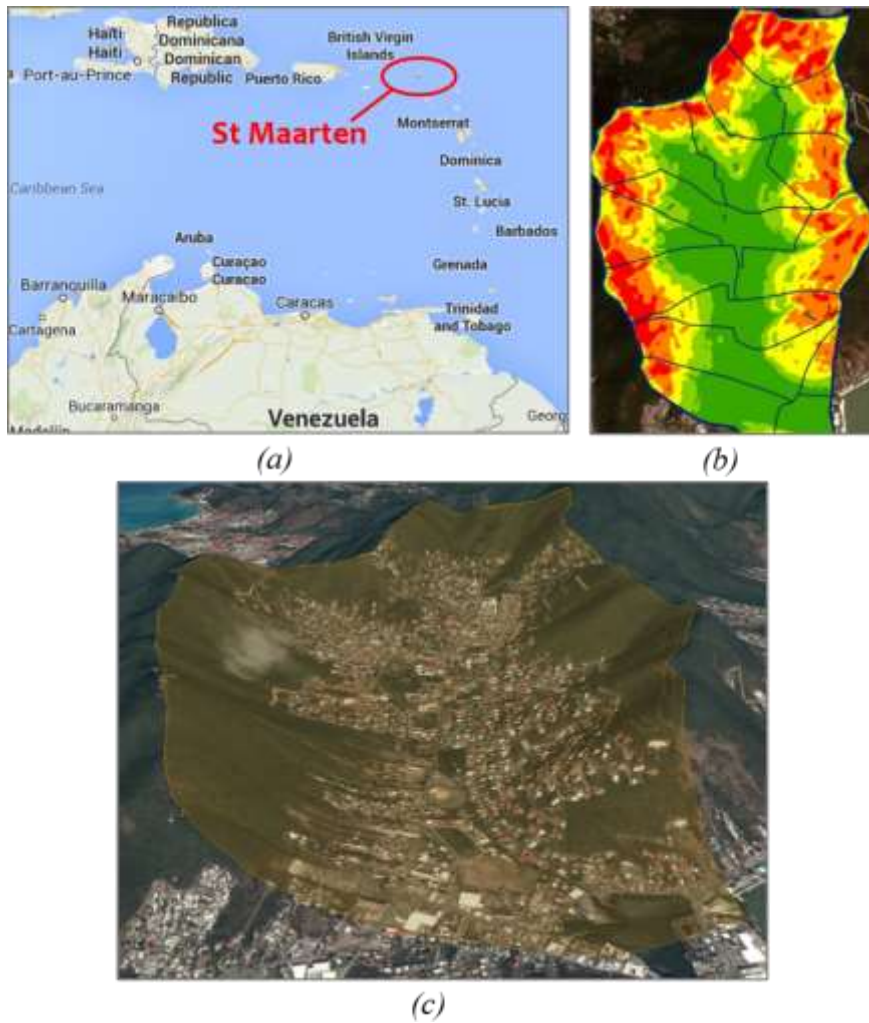 Republica
Haïti
Dominicana
Haiti
Dominican
Port-au-Prince
Republic
Puerto Rico
British Virgin
Islands
St Maarten
Montserrat
Dominica
Caribbean Sea
St. Lucia
Barbados
Aruba
Curaçao
Curacao
Grenada
Barranquilla
Maracaibo
Caracas
Trinidad
and Tobago
Cartagena
Bucaramanga
Venezuela
Georg
(a)
(b)
(c)